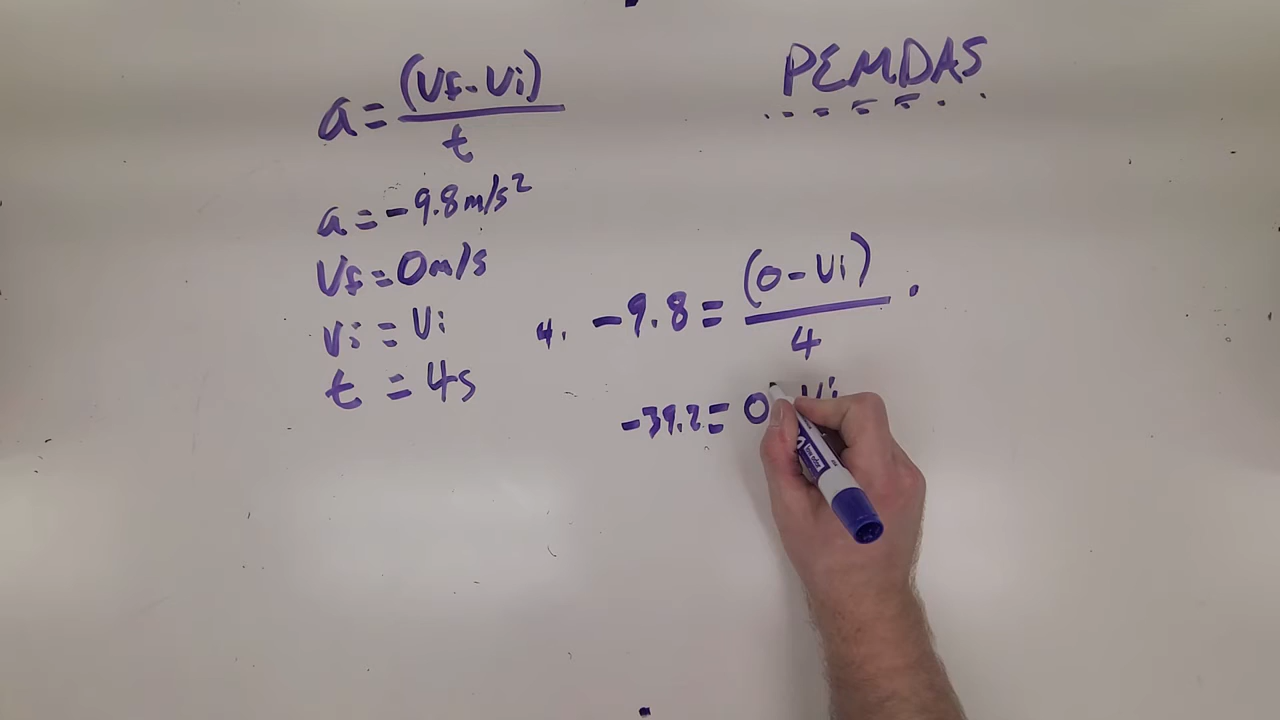 a = (Vf - Vi) / t
PEMDAS
a = -9.8 m/s²
Vf = 0 m/s
Vi = Vi
t = 4s
4. -9.8 = (0 - Vi) / 4 .
-39.2 = 0 Vi